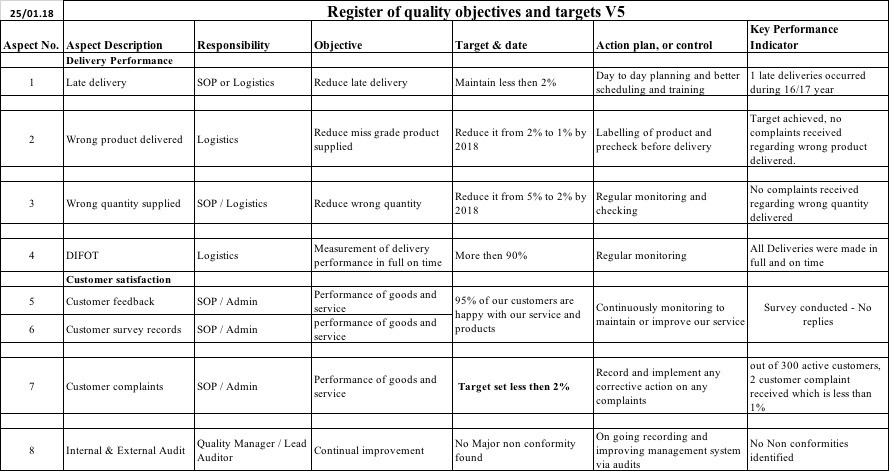 25/01.18 Register of quality objectives and targets V5
Aspect No. Aspect Description Responsibility Objective Target & date Action plan, or control Key Performance Indicator
Delivery Performance
1 Late delivery SOP or Logistics Reduce late delivery Maintain less then 2% Day to day planning and better scheduling and training 1 late deliveries occurred during 16/17 year
2 Wrong product delivered Logistics Reduce miss grade product supplied Reduce it from 2% to 1% by 2018 Labelling of product and precheck before delivery Target achieved, no complaints received regarding wrong product delivered.
3 Wrong quantity supplied SOP / Logistics Reduce wrong quantity Reduce it from 5% to 2% by 2018 Regular monitoring and checking No complaints received regarding wrong quantity delivered
4 DIFOT Logistics Measurement of delivery performance in full on time More then 90% Regular monitoring All Deliveries were made in full and on time
Customer satisfaction
5 Customer feedback SOP / Admin Performance of goods and service 95% of our customers are happy with our service and products Continuously monitoring to maintain or improve our service Survey conducted - No replies
6 Customer survey records SOP / Admin performance of goods and service
7 Customer complaints SOP / Admin Performance of goods and service Target set less then 2% Record and implement any corrective action on any complaints out of 300 active customers, 2 customer complaint received which is less than 1%
8 Internal & External Audit Quality Manager / Lead Auditor Continual improvement No Major non conformity found On going recording and improving management system via audits No Non conformities identified